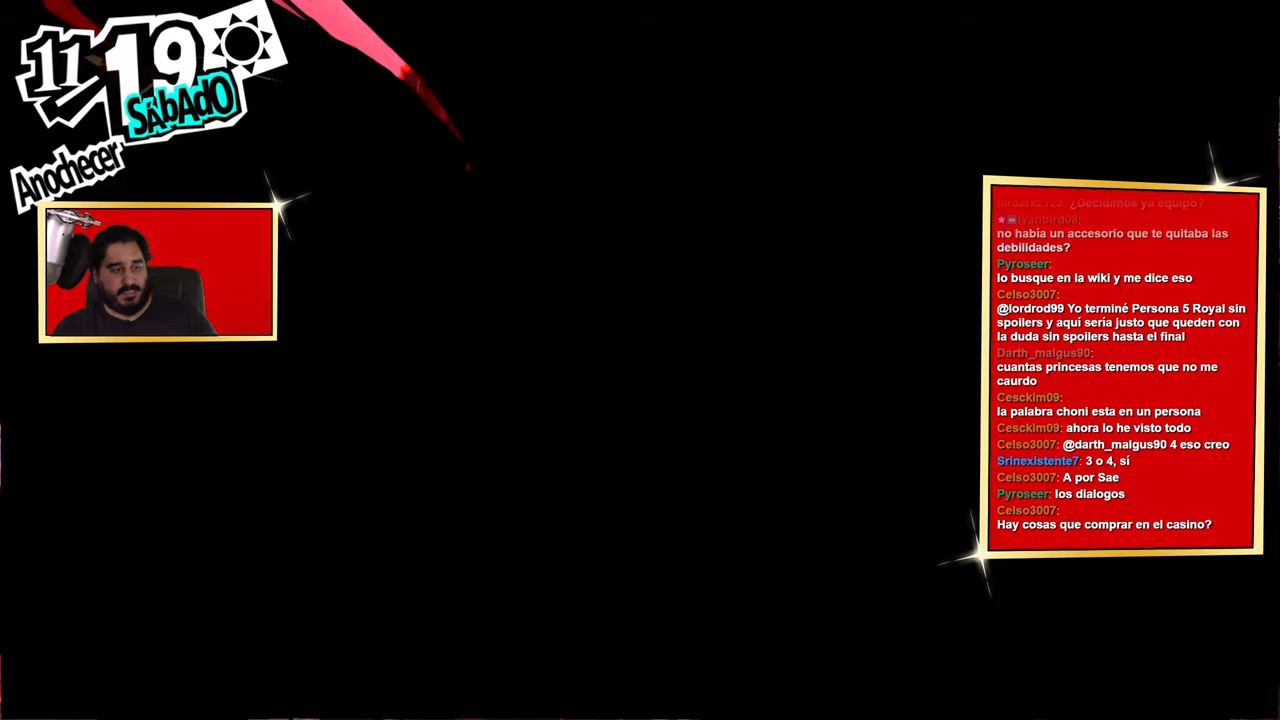 11
19
SábAdO
Anochecer
¿Decidimos ya equipo?
Ivanbird08:
no había un accesorio que te quitaba las
debilidades?
Pyroseer:
lo busque en la wiki y me dice eso
Celso3007:
@lordrod99 Yo terminé Persona 5 Royal sin
spoilers y aquí sería justo que queden con
la duda sin spoilers hasta el final
Darth_malgus90:
cuantas princesas tenemos que no me
caurdo
Cesckim09:
la palabra choni esta en un persona
Cesckim09: ahora lo he visto todo
Celso3007: @darth_malgus90 4 eso creo
Srinexistente7: 3 o 4, sí
Celso3007: A por Sae
Pyroseer: los dialogos
Celso3007:
Hay cosas que comprar en el casino?